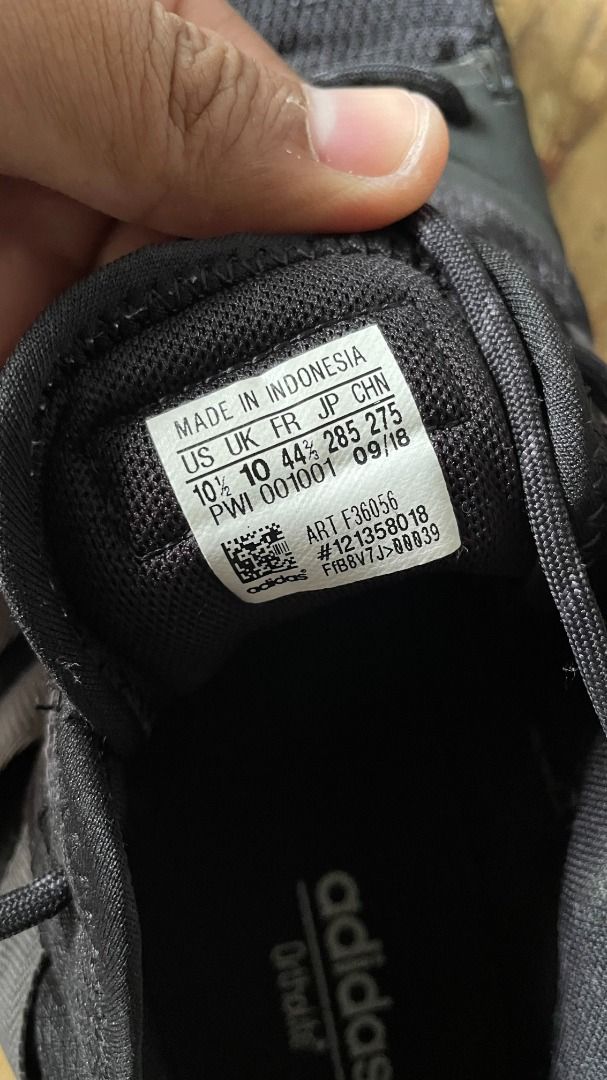 MADE IN INDONESIA
US UK FR JP CHN
10½ 10 44⅔ 285 275
PWI 001001 09/18
ART F36056
#121358018
FfB8V7J>00039
adidas®
adidas
Ortholite®